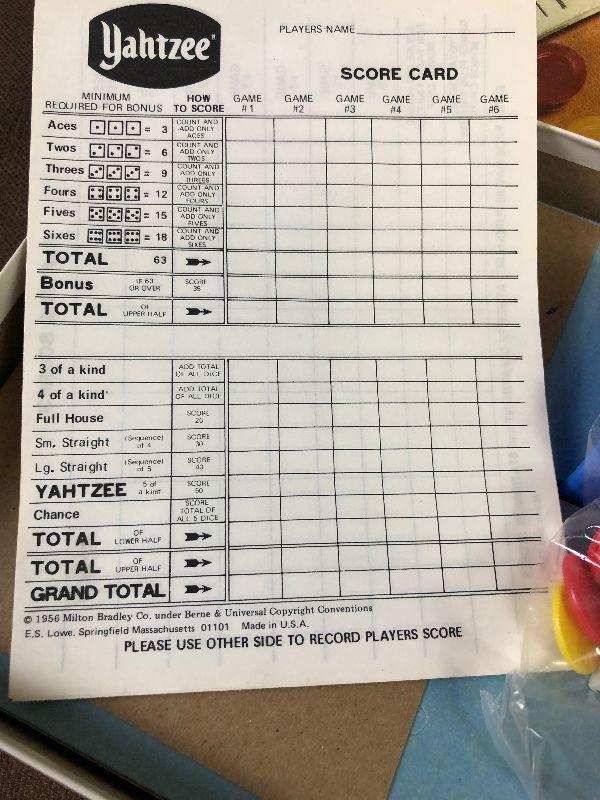 Yahtzee®
PLAYERS NAME
SCORE CARD
MINIMUM REQUIRED FOR BONUS
HOW TO SCORE
GAME #1
GAME #2
GAME #3
GAME #4
GAME #5
GAME #6
Aces = 3 COUNT AND ADD ONLY ACES
Twos = 6 COUNT AND ADD ONLY TWOS
Threes = 9 COUNT AND ADD ONLY THREES
Fours = 12 COUNT AND ADD ONLY FOURS
Fives = 15 COUNT AND ADD ONLY FIVES
Sixes = 18 COUNT AND ADD ONLY SIXES
TOTAL 63
Bonus IF 63 OR OVER SCORE 35
TOTAL OF UPPER HALF
3 of a kind ADD TOTAL OF ALL DICE
4 of a kind ADD TOTAL OF ALL DICE
Full House SCORE 25
Sm. Straight (Sequence) of 4 SCORE 30
Lg. Straight (Sequence) of 5 SCORE 40
YAHTZEE 5 of a kind SCORE 50
Chance SCORE TOTAL OF ALL 5 DICE
TOTAL OF LOWER HALF
TOTAL OF UPPER HALF
GRAND TOTAL
© 1956 Milton Bradley Co. under Berne & Universal Copyright Conventions
E.S. Lowe. Springfield Massachusetts 01101 Made in U.S.A.
PLEASE USE OTHER SIDE TO RECORD PLAYERS SCORE